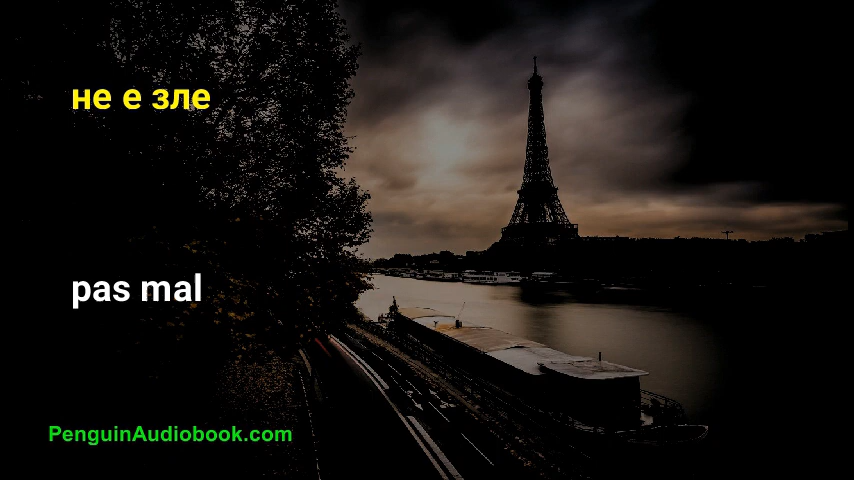 не е зле
pas mal
PenguinAudiobook.com